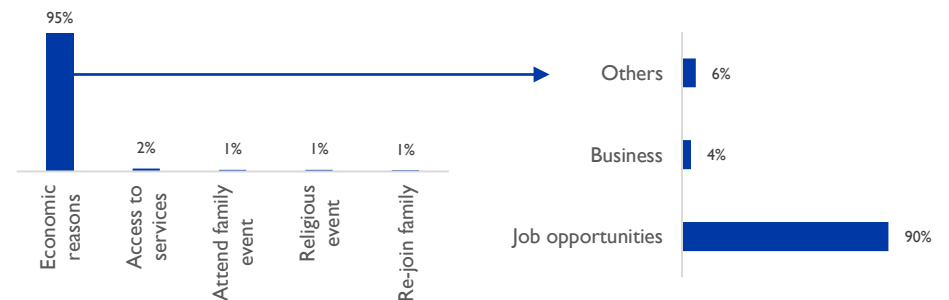 95%
2%
1%
1%
1%
Economic
reasons
Access to
services
Attend family
event
Religious
event
Re-join family
Others
6%
Business
4%
Job opportunities
90%